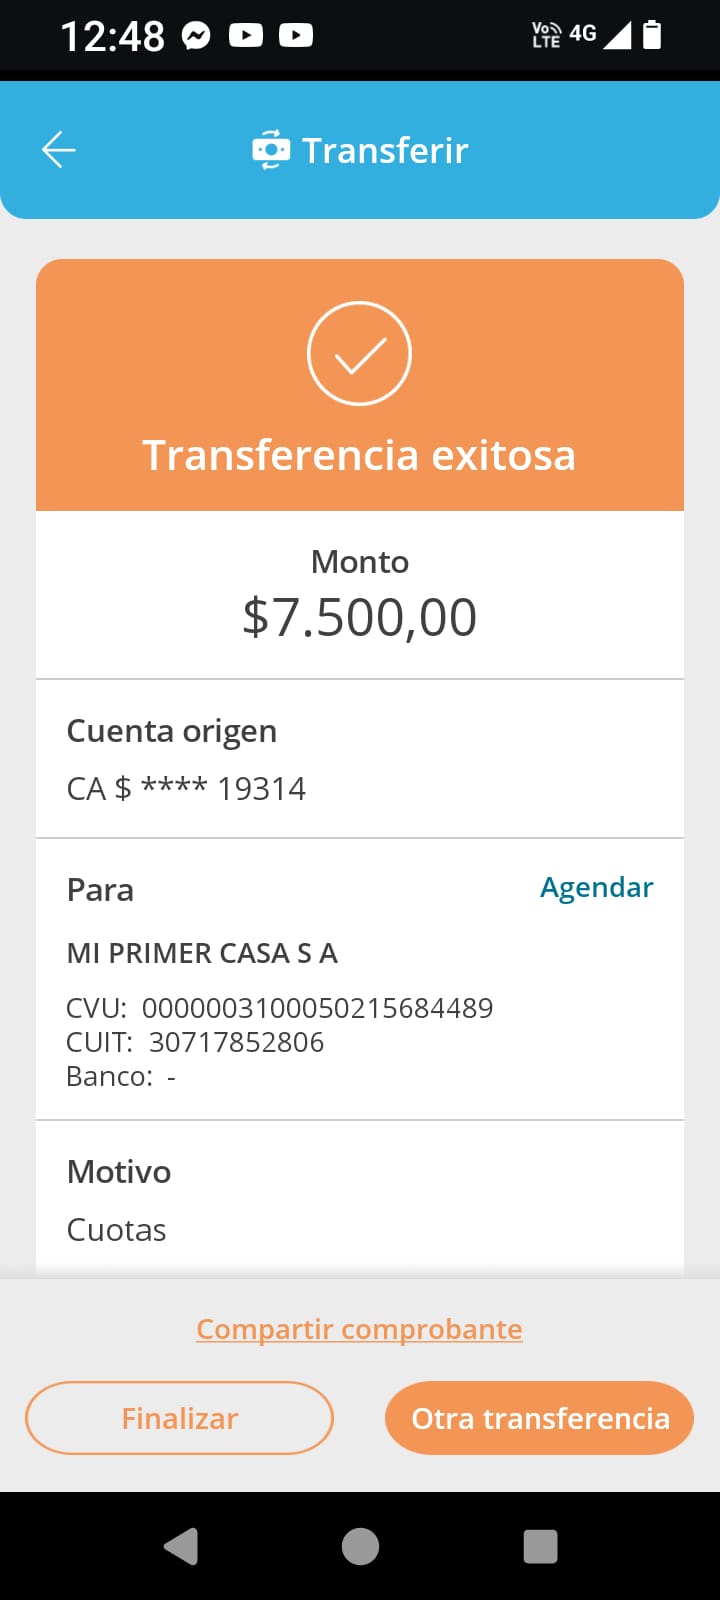 12:48
Vo LTE 4G
Transferir
Transferencia exitosa
Monto
$7.500,00
Cuenta origen
CA $ **** 19314
Para
Agendar
MI PRIMER CASA S A
CVU: 0000003100050215684489
CUIT: 30717852806
Banco: -
Motivo
Cuotas
Compartir comprobante
Finalizar
Otra transferencia